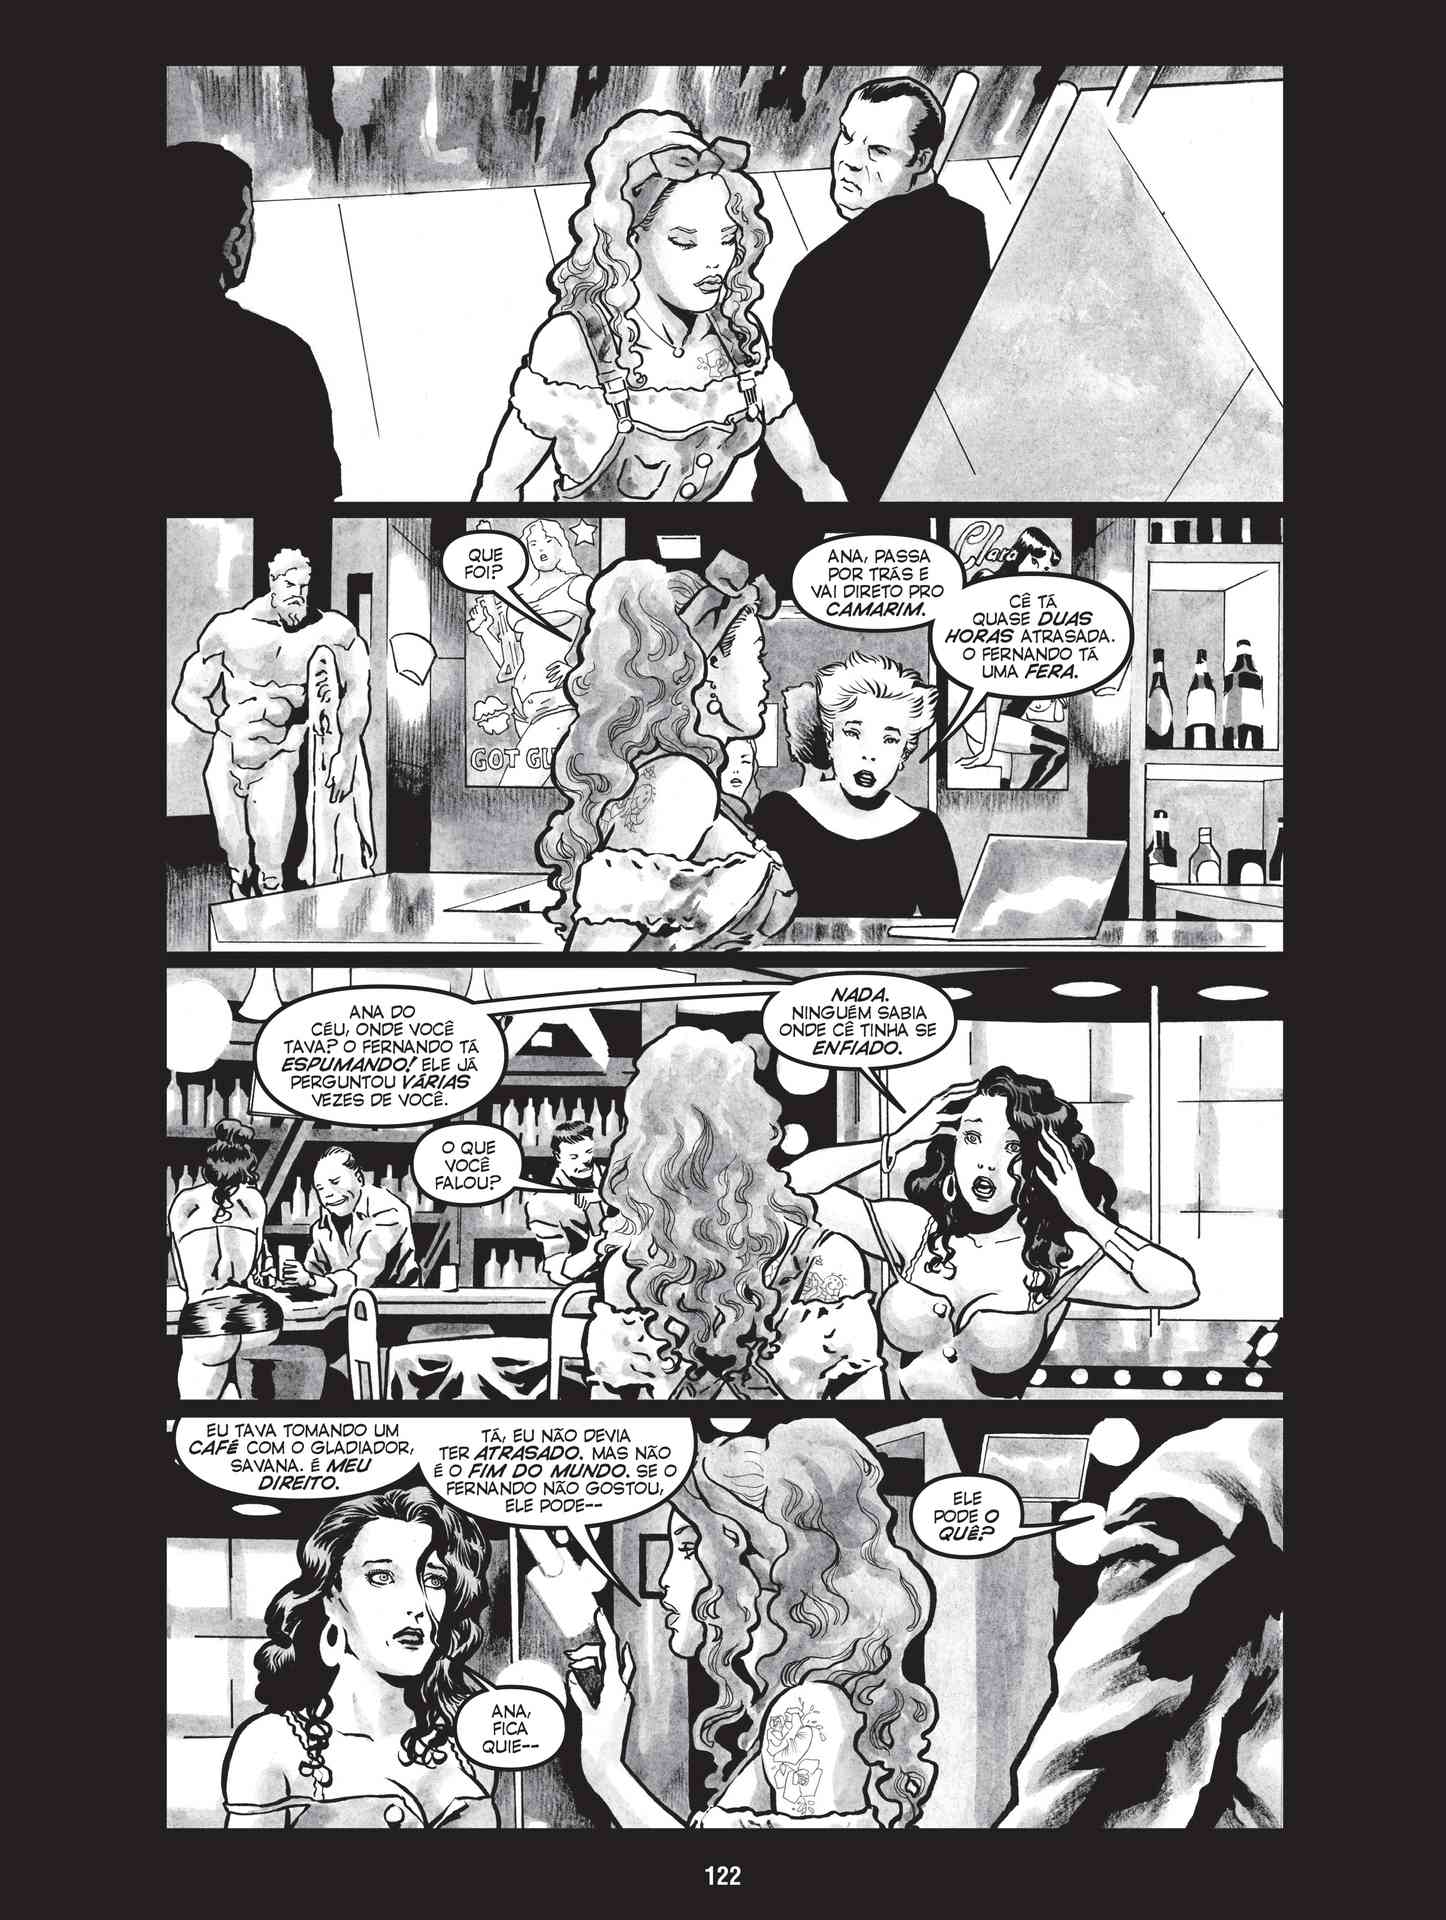 QUE
FOI?
GOT GU
ANA, PASSA
POR TRÁS E
VAI DIRETO PRO
CAMARIM.
Clara
CÊ TÁ
QUASE DUAS
HORAS ATRASADA.
O FERNANDO TÁ
UMA FERA.
ANA DO
CÉU, ONDE VOCÊ
TAVA? O FERNANDO TÁ
ESPUMANDO! ELE JÁ
PERGUNTOU VÁRIAS
VEZES DE VOCÊ.
O QUE
VOCÊ
FALOU?
NADA.
NINGUÉM SABIA
ONDE CÊ TINHA SE
ENFIADO.
EU TAVA TOMANDO UM
CAFÉ COM O GLADIADOR,
SAVANA. É MEU
DIREITO.
TÁ, EU NÃO DEVIA
TER ATRASADO. MAS NÃO
É O FIM DO MUNDO. SE O
FERNANDO NÃO GOSTOU,
ELE PODE--
ANA,
FICA
QUIE--
ELE
PODE O
QUÊ?
122